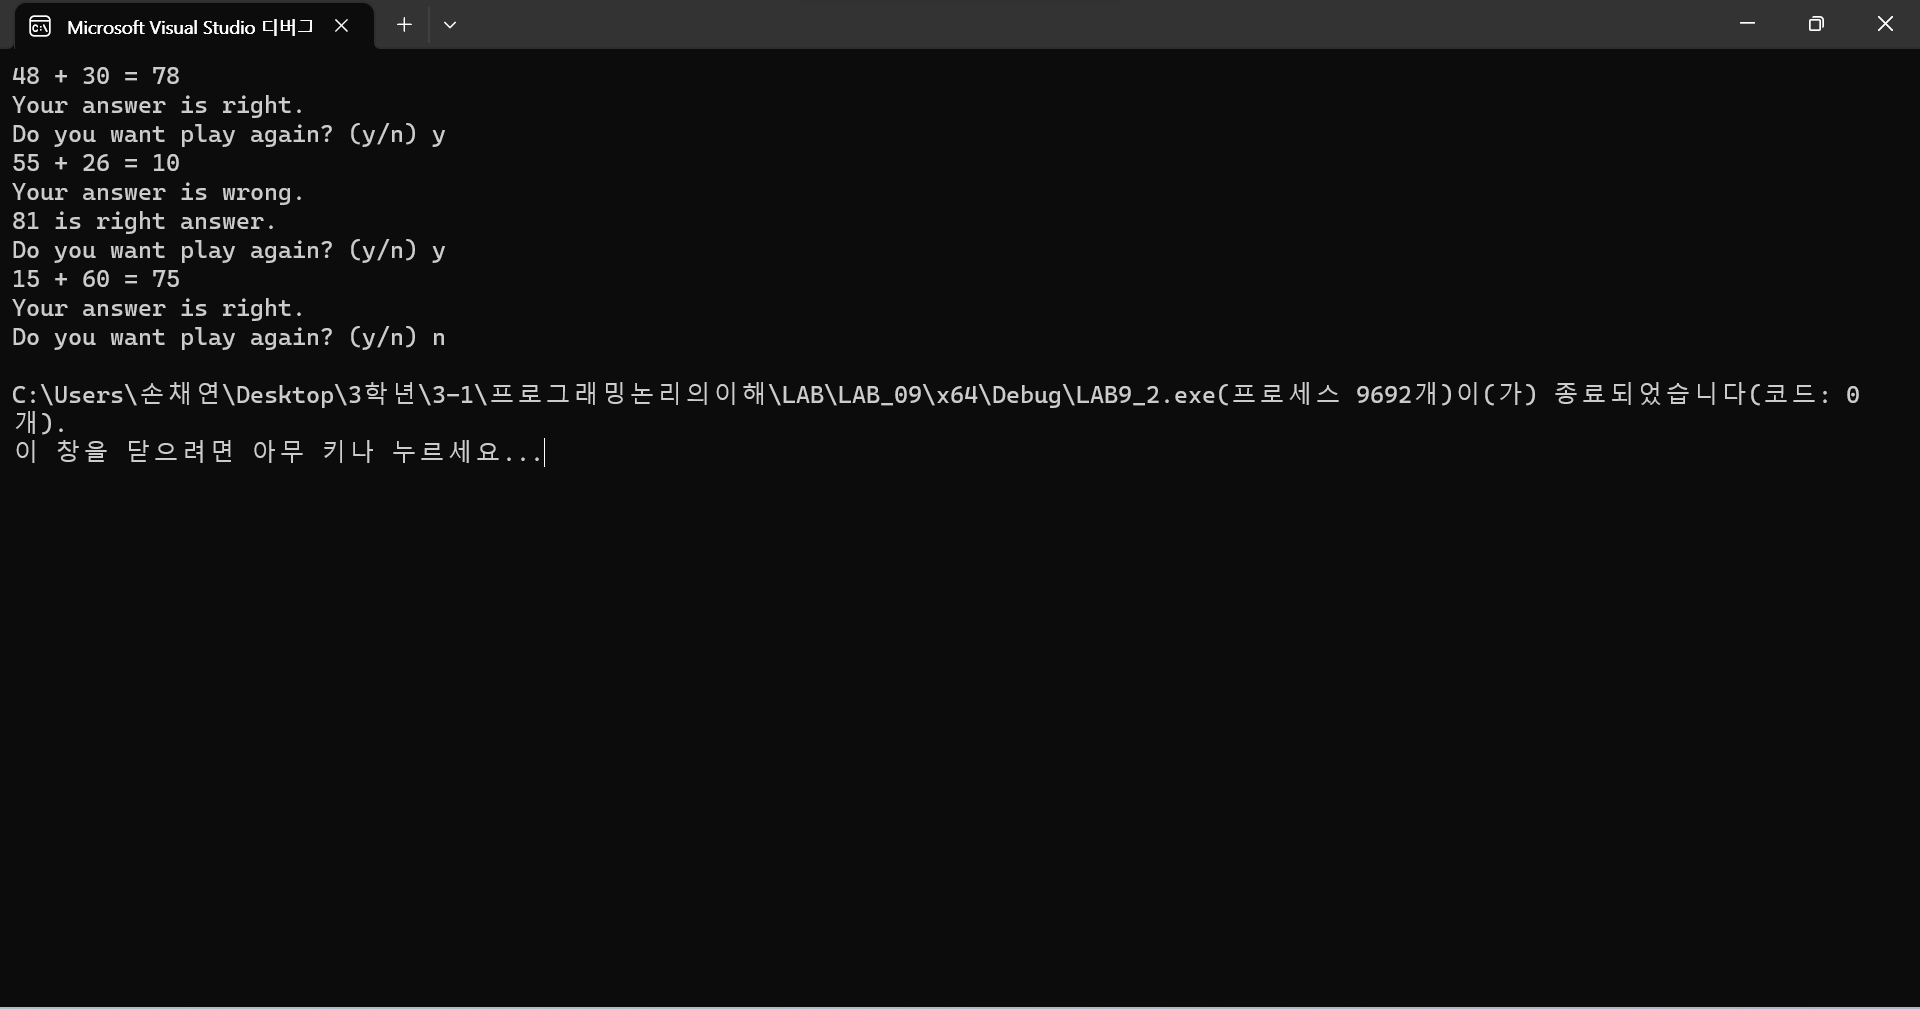 Microsoft Visual Studio 디버그
48 + 30 = 78
Your answer is right.
Do you want play again? (y/n) y
55 + 26 = 10
Your answer is wrong.
81 is right answer.
Do you want play again? (y/n) y
15 + 60 = 75
Your answer is right.
Do you want play again? (y/n) n
C:\Users\손채연\Desktop\3학년\3-1\프로그래밍논리의이해\LAB\LAB_09\x64\Debug\LAB9_2.exe(프로세스 9692개)이(가) 종료되었습니다(코드: 0
개).
이 창을 닫으려면 아무 키나 누르세요...